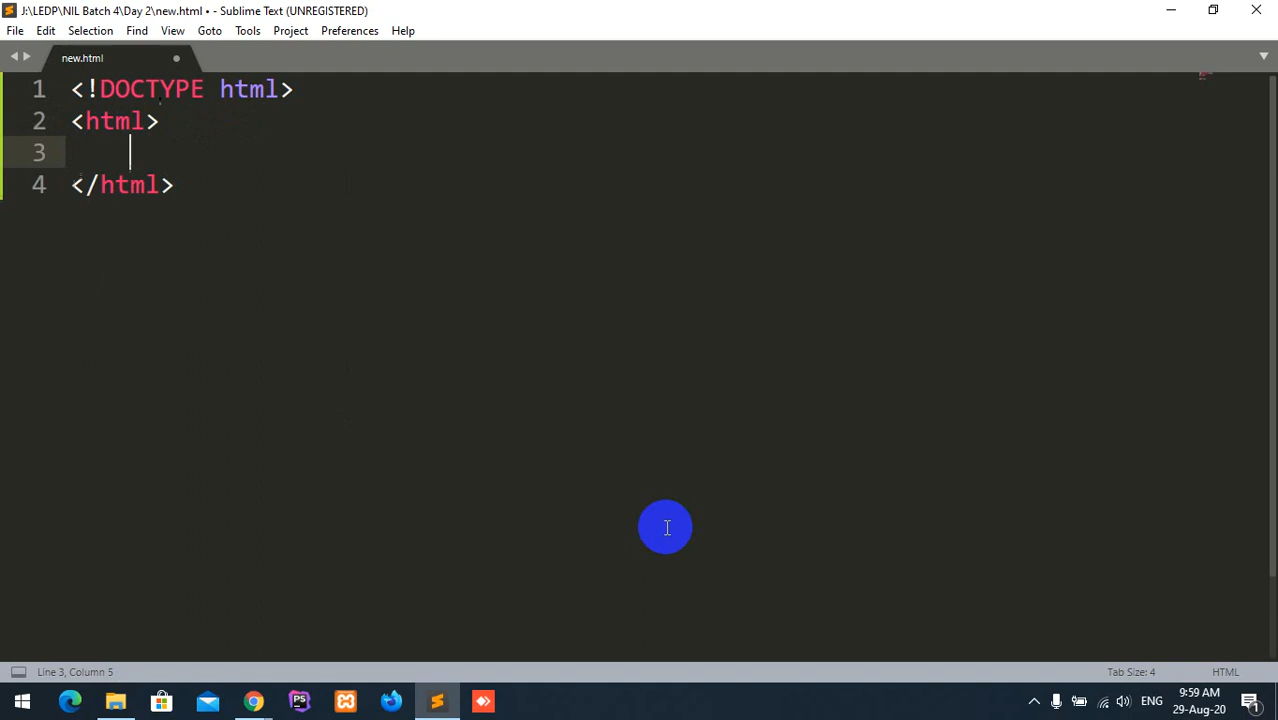 J:\LEDP\NIL Batch 4\Day 2\new.html • - Sublime Text (UNREGISTERED)
File Edit Selection Find View Goto Tools Project Preferences Help
new.html
1 <!DOCTYPE html>
2 <html>
3
4 </html>
Line 3, Column 5 Tab Size: 4 HTML
PS ENG 9:59 AM
29-Aug-20 1